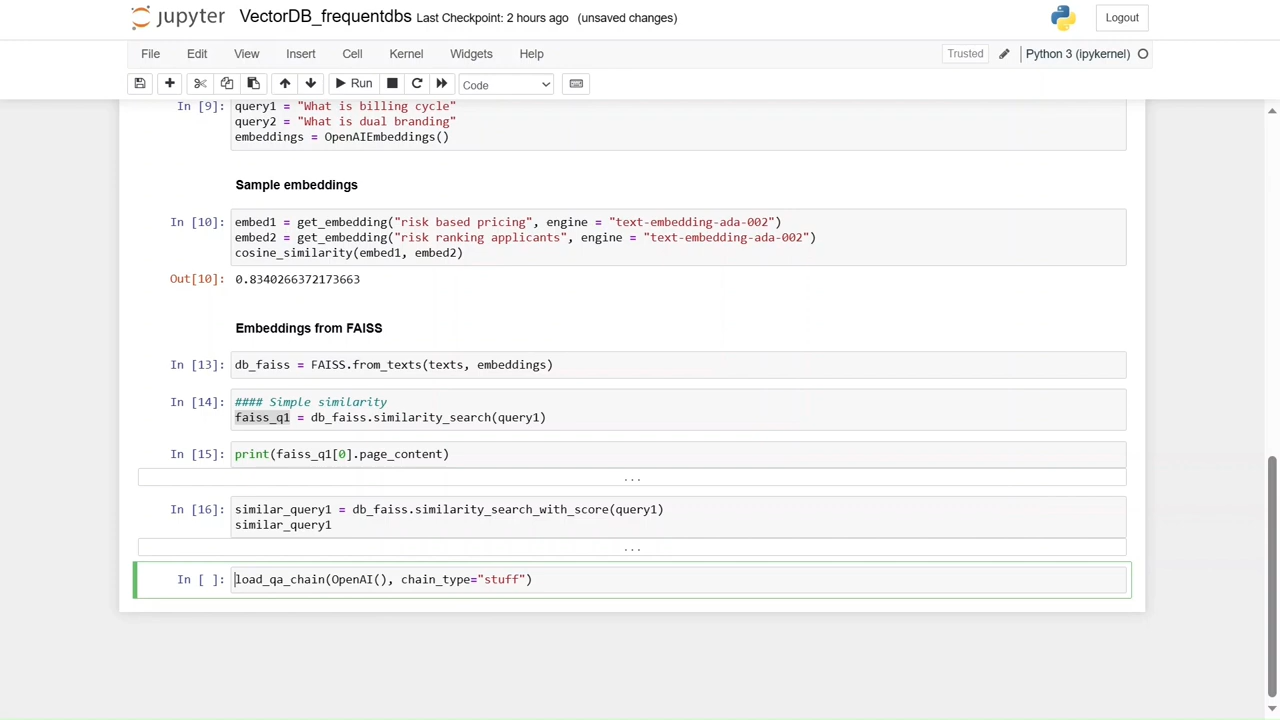 jupyter VectorDB_frequentdbs Last Checkpoint: 2 hours ago (unsaved changes) Logout
File Edit View Insert Cell Kernel Widgets Help Trusted Python 3 (ipykernel)
Run Code
In [9]: query1 = "What is billing cycle"
query2 = "What is dual branding"
embeddings = OpenAIEmbeddings()
Sample embeddings
In [10]: embed1 = get_embedding("risk based pricing", engine = "text-embedding-ada-002")
embed2 = get_embedding("risk ranking applicants", engine = "text-embedding-ada-002")
cosine_similarity(embed1, embed2)
Out[10]: 0.8340266372173663
Embeddings from FAISS
In [13]: db_faiss = FAISS.from_texts(texts, embeddings)
In [14]: #### Simple similarity
faiss_q1 = db_faiss.similarity_search(query1)
In [15]: print(faiss_q1[0].page_content)
...
In [16]: similar_query1 = db_faiss.similarity_search_with_score(query1)
similar_query1
...
In [ ]: load_qa_chain(OpenAI(), chain_type="stuff")